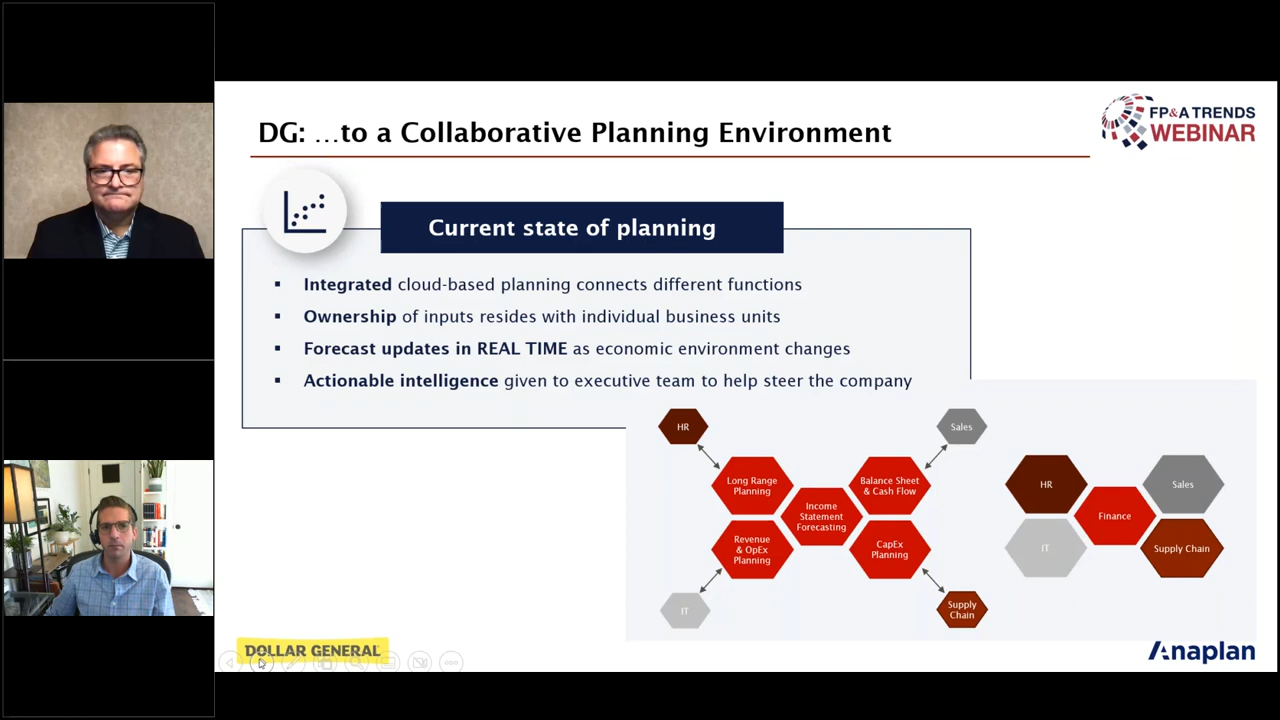 DG: ...to a Collaborative Planning Environment
FP&A TRENDS
WEBINAR
Current state of planning
▪ Integrated cloud-based planning connects different functions
▪ Ownership of inputs resides with individual business units
▪ Forecast updates in REAL TIME as economic environment changes
▪ Actionable intelligence given to executive team to help steer the company
HR
Sales
Long Range
Planning
Balance Sheet
& Cash Flow
Income
Statement
Forecasting
Revenue
& OpEx
Planning
CapEx
Planning
IT
Supply
Chain
HR
Sales
Finance
IT
Supply Chain
DOLLAR GENERAL
Anaplan